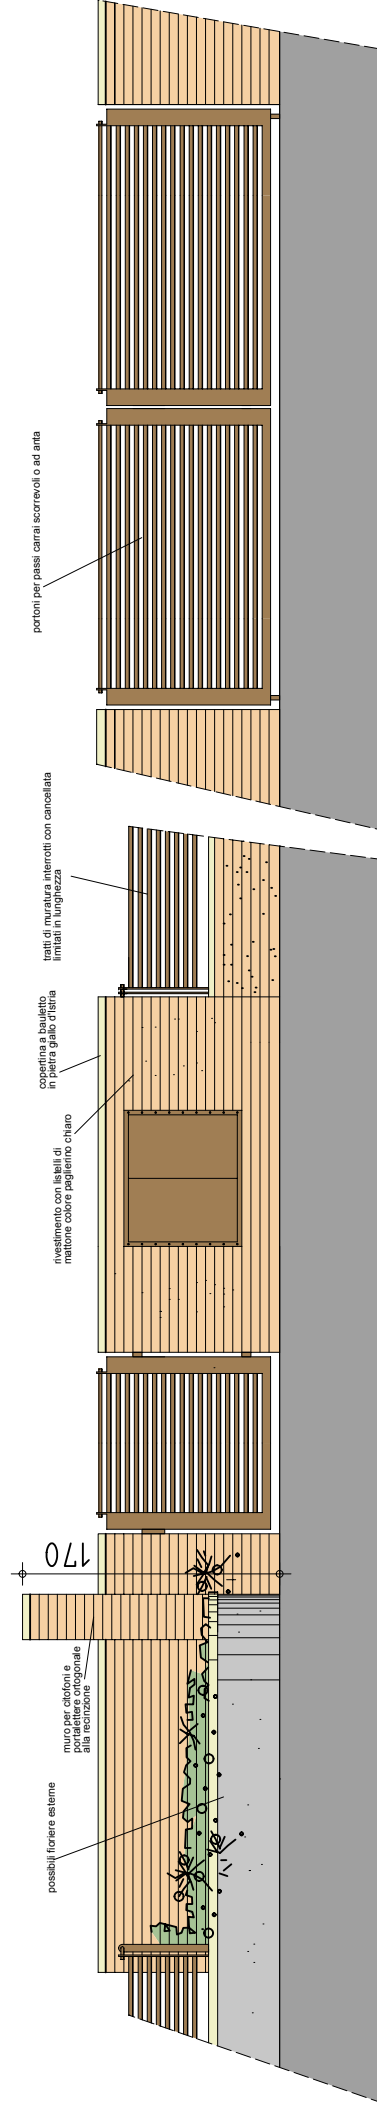 possibili fioriere esterne
muro per citofoni e
portalettere ortogonale
alla recinzione
170
rivestimento con listelli di
mattone colore paglierino chiaro
copertina a bauletto
in pietra giallo d'Istria
tratti di muratura interrotti con cancellata
limitati in lunghezza
portoni per passi carrai scorrevoli o ad anta